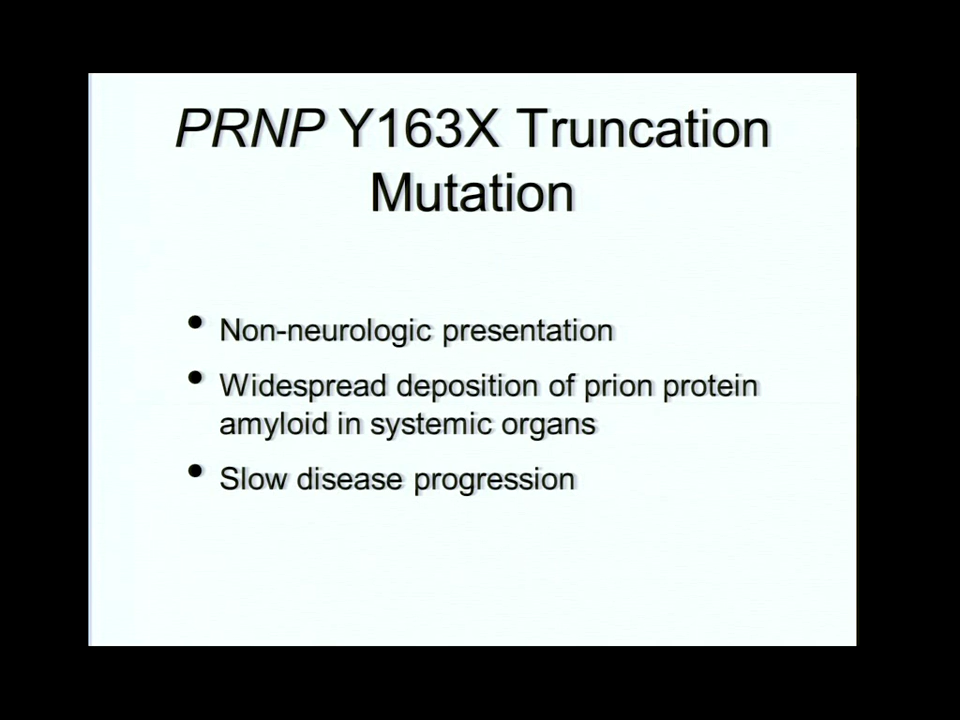 PRNP Y163X Truncation
Mutation
• Non-neurologic presentation
• Widespread deposition of prion protein
amyloid in systemic organs
• Slow disease progression